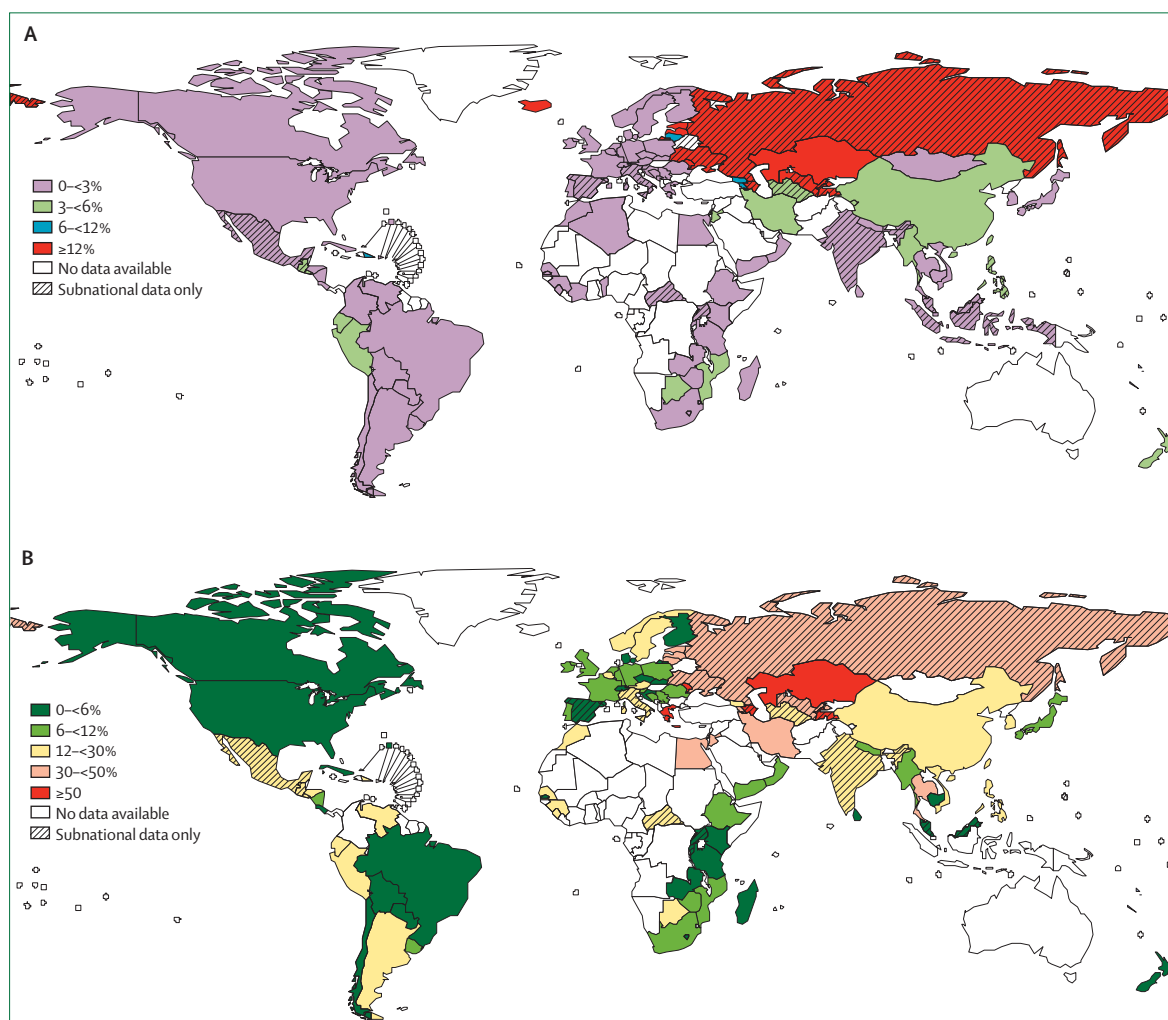 A
0–<3%
3–<6%
6–<12%
≥12%
No data available
Subnational data only
B
0–<6%
6–<12%
12–<30%
30–<50%
≥50
No data available
Subnational data only